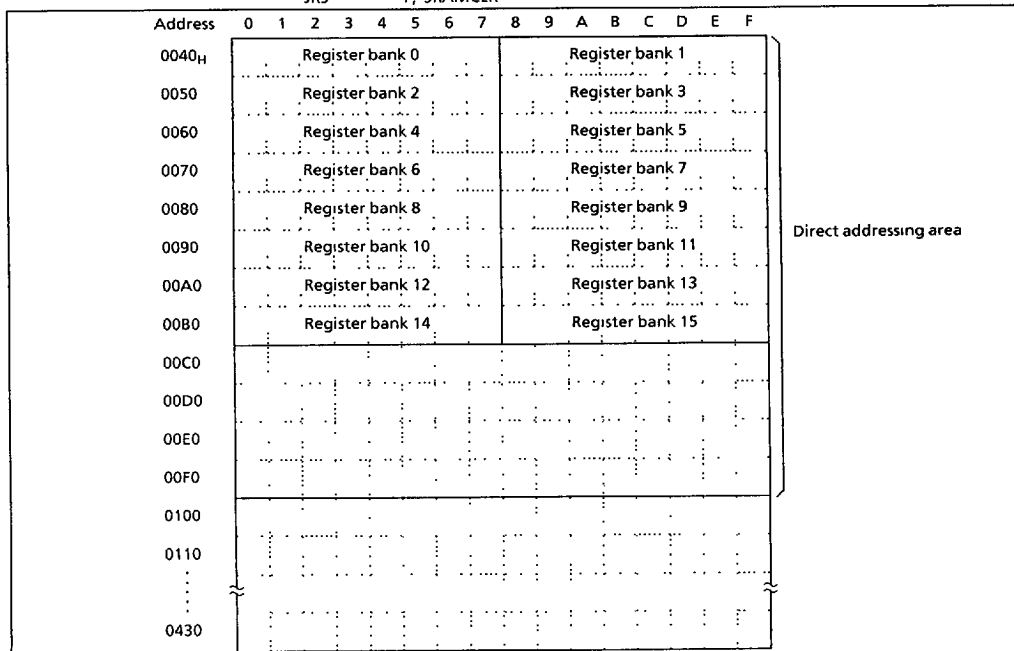 Address 0 1 2 3 4 5 6 7 8 9 A B C D E F
0040H Register bank 0 Register bank 1
0050 Register bank 2 Register bank 3
0060 Register bank 4 Register bank 5
0070 Register bank 6 Register bank 7
0080 Register bank 8 Register bank 9
0090 Register bank 10 Register bank 11
00A0 Register bank 12 Register bank 13
00B0 Register bank 14 Register bank 15
Direct addressing area
00C0
00D0
00E0
00F0
0100
0110
0430